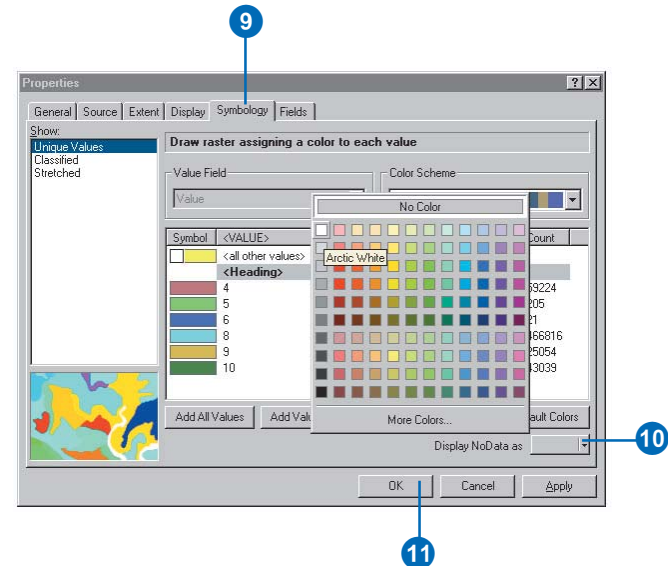 9
Properties
General Source Extent Display Symbology Fields
Show:
Unique Values
Classified
Stretched
Draw raster assigning a color to each value
Value Field
Color Scheme
Value
No Color
Symbol <VALUE> Count
<all other values>
Arctic White
<Heading>
4 69224
5 205
6 21
8 466816
9 25054
10 13039
Add All Values Add Val ault Colors
More Colors...
Display NoData as
10
OK Cancel Apply
11